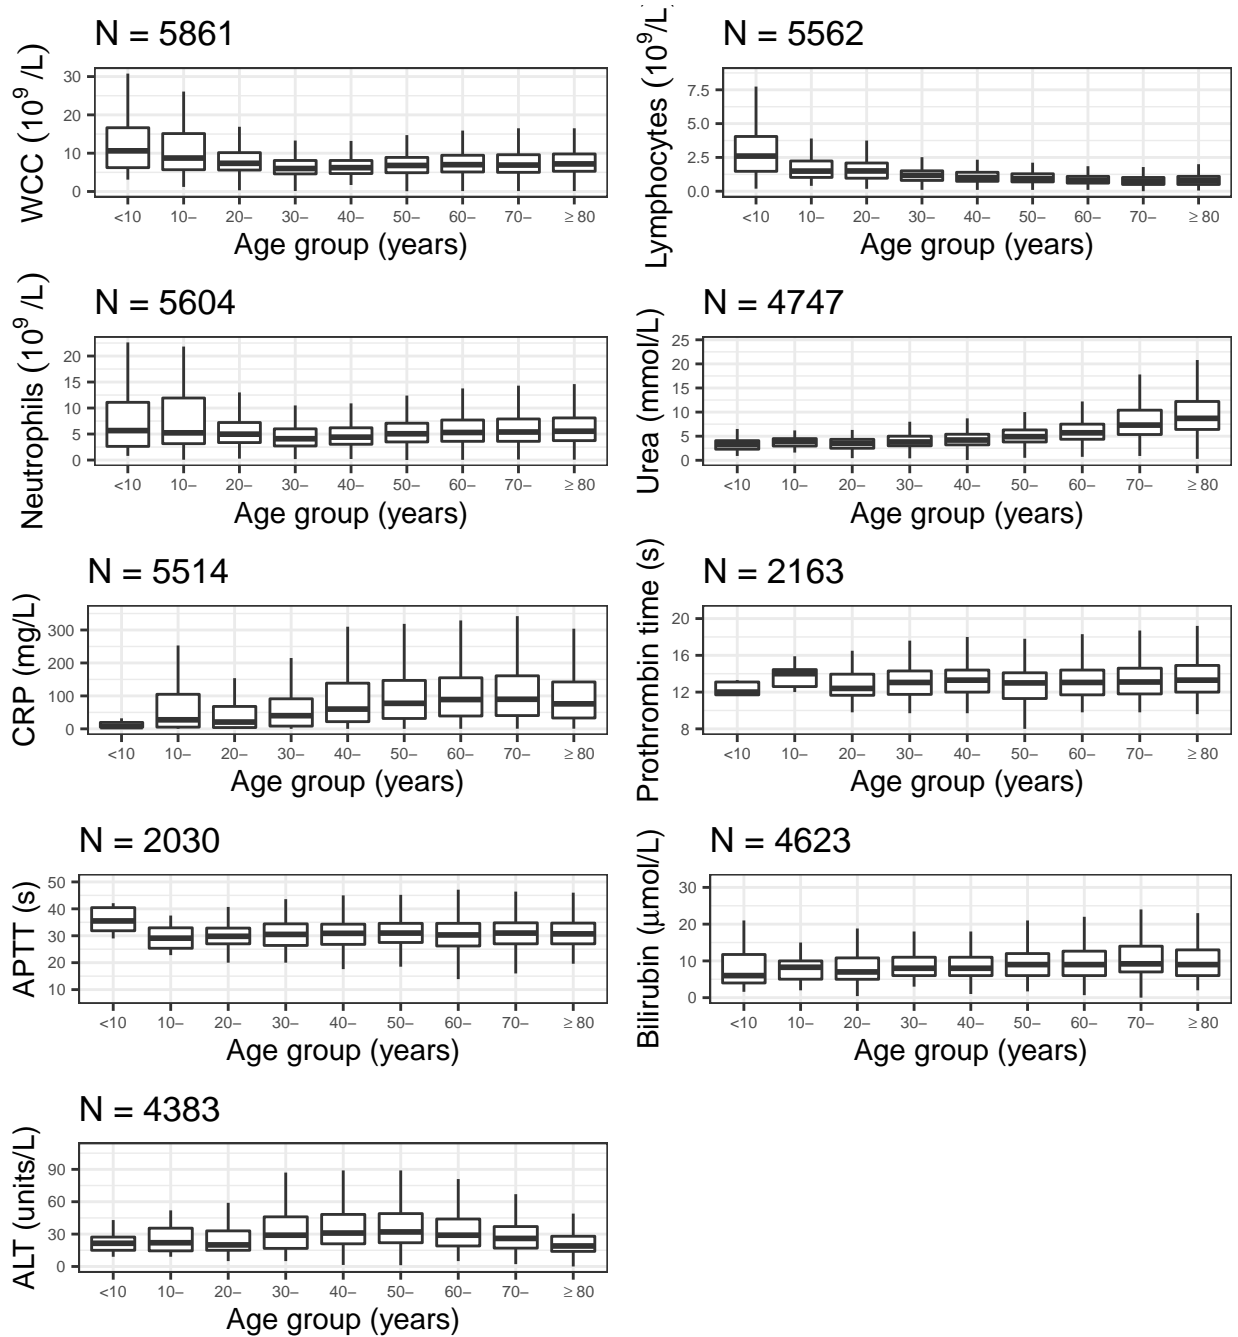 N = 5861
WCC (10⁹ /L)
30
20
10
0
<10 10– 20– 30– 40– 50– 60– 70– ≥ 80
Age group (years)
N = 5562
Lymphocytes (10⁹/L)
7.5
5.0
2.5
0.0
<10 10– 20– 30– 40– 50– 60– 70– ≥ 80
Age group (years)
N = 5604
Neutrophils (10⁹ /L)
20
15
10
5
0
<10 10– 20– 30– 40– 50– 60– 70– ≥ 80
Age group (years)
N = 4747
Urea (mmol/L)
25
20
15
10
5
0
<10 10– 20– 30– 40– 50– 60– 70– ≥ 80
Age group (years)
N = 5514
CRP (mg/L)
300
200
100
0
<10 10– 20– 30– 40– 50– 60– 70– ≥ 80
Age group (years)
N = 2163
Prothrombin time (s)
20
16
12
8
<10 10– 20– 30– 40– 50– 60– 70– ≥ 80
Age group (years)
N = 2030
APTT (s)
50
40
30
20
10
<10 10– 20– 30– 40– 50– 60– 70– ≥ 80
Age group (years)
N = 4623
Bilirubin (μmol/L)
30
20
10
0
<10 10– 20– 30– 40– 50– 60– 70– ≥ 80
Age group (years)
N = 4383
ALT (units/L)
90
60
30
0
<10 10– 20– 30– 40– 50– 60– 70– ≥ 80
Age group (years)